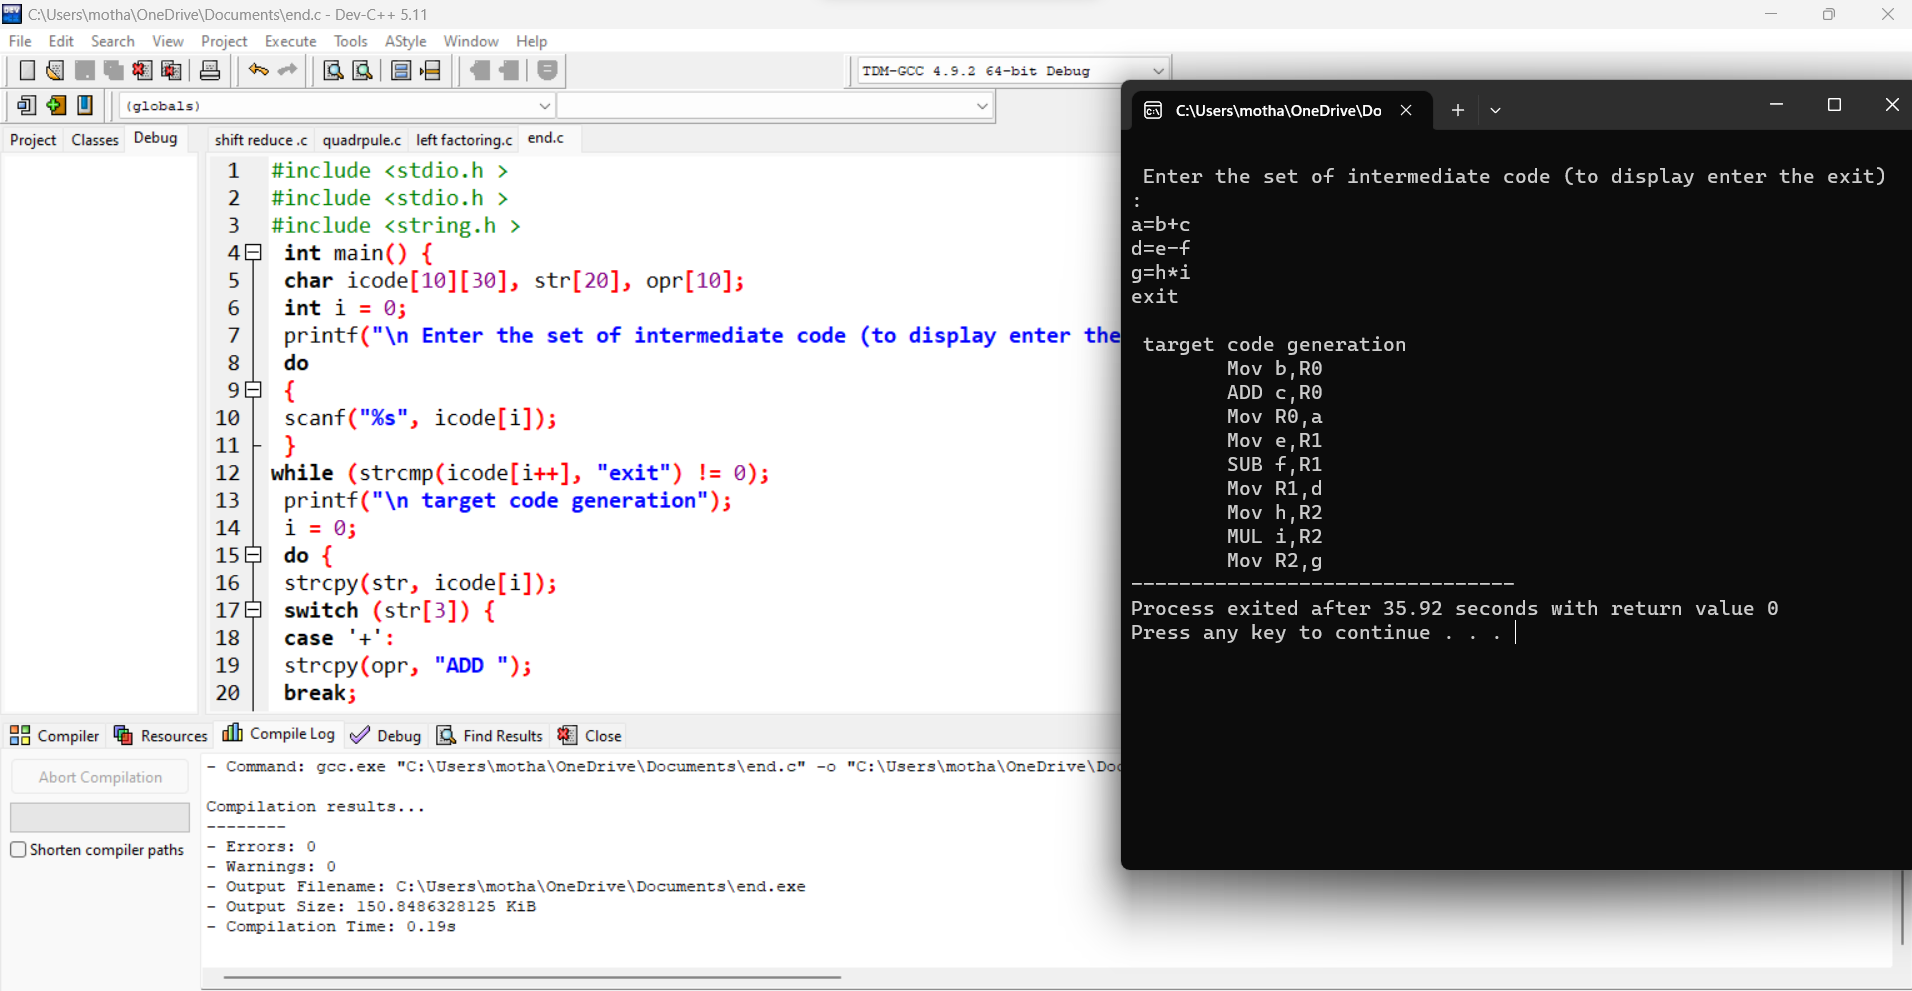 C:\Users\motha\OneDrive\Documents\end.c - Dev-C++ 5.11
File Edit Search View Project Execute Tools AStyle Window Help
TDM-GCC 4.9.2 64-bit Debug
(globals)
Project Classes Debug
shift reduce .c quadrpule.c left factoring.c end.c
1 #include <stdio.h >
2 #include <stdio.h >
3 #include <string.h >
4 int main() {
5 char icode[10][30], str[20], opr[10];
6 int i = 0;
7 printf("\n Enter the set of intermediate code (to display enter the
8 do
9 {
10 scanf("%s", icode[i]);
11 }
12 while (strcmp(icode[i++], "exit") != 0);
13 printf("\n target code generation");
14 i = 0;
15 do {
16 strcpy(str, icode[i]);
17 switch (str[3]) {
18 case '+':
19 strcpy(opr, "ADD ");
20 break;
C:\Users\motha\OneDrive\Do
Enter the set of intermediate code (to display enter the exit)
:
a=b+c
d=e-f
g=h*i
exit
target code generation
Mov b,R0
ADD c,R0
Mov R0,a
Mov e,R1
SUB f,R1
Mov R1,d
Mov h,R2
MUL i,R2
Mov R2,g
--------------------------------
Process exited after 35.92 seconds with return value 0
Press any key to continue . . .
Compiler Resources Compile Log Debug Find Results Close
Abort Compilation
Shorten compiler paths
- Command: gcc.exe "C:\Users\motha\OneDrive\Documents\end.c" -o "C:\Users\motha\OneDrive\Doc
Compilation results...
--------
- Errors: 0
- Warnings: 0
- Output Filename: C:\Users\motha\OneDrive\Documents\end.exe
- Output Size: 150.8486328125 KiB
- Compilation Time: 0.19s